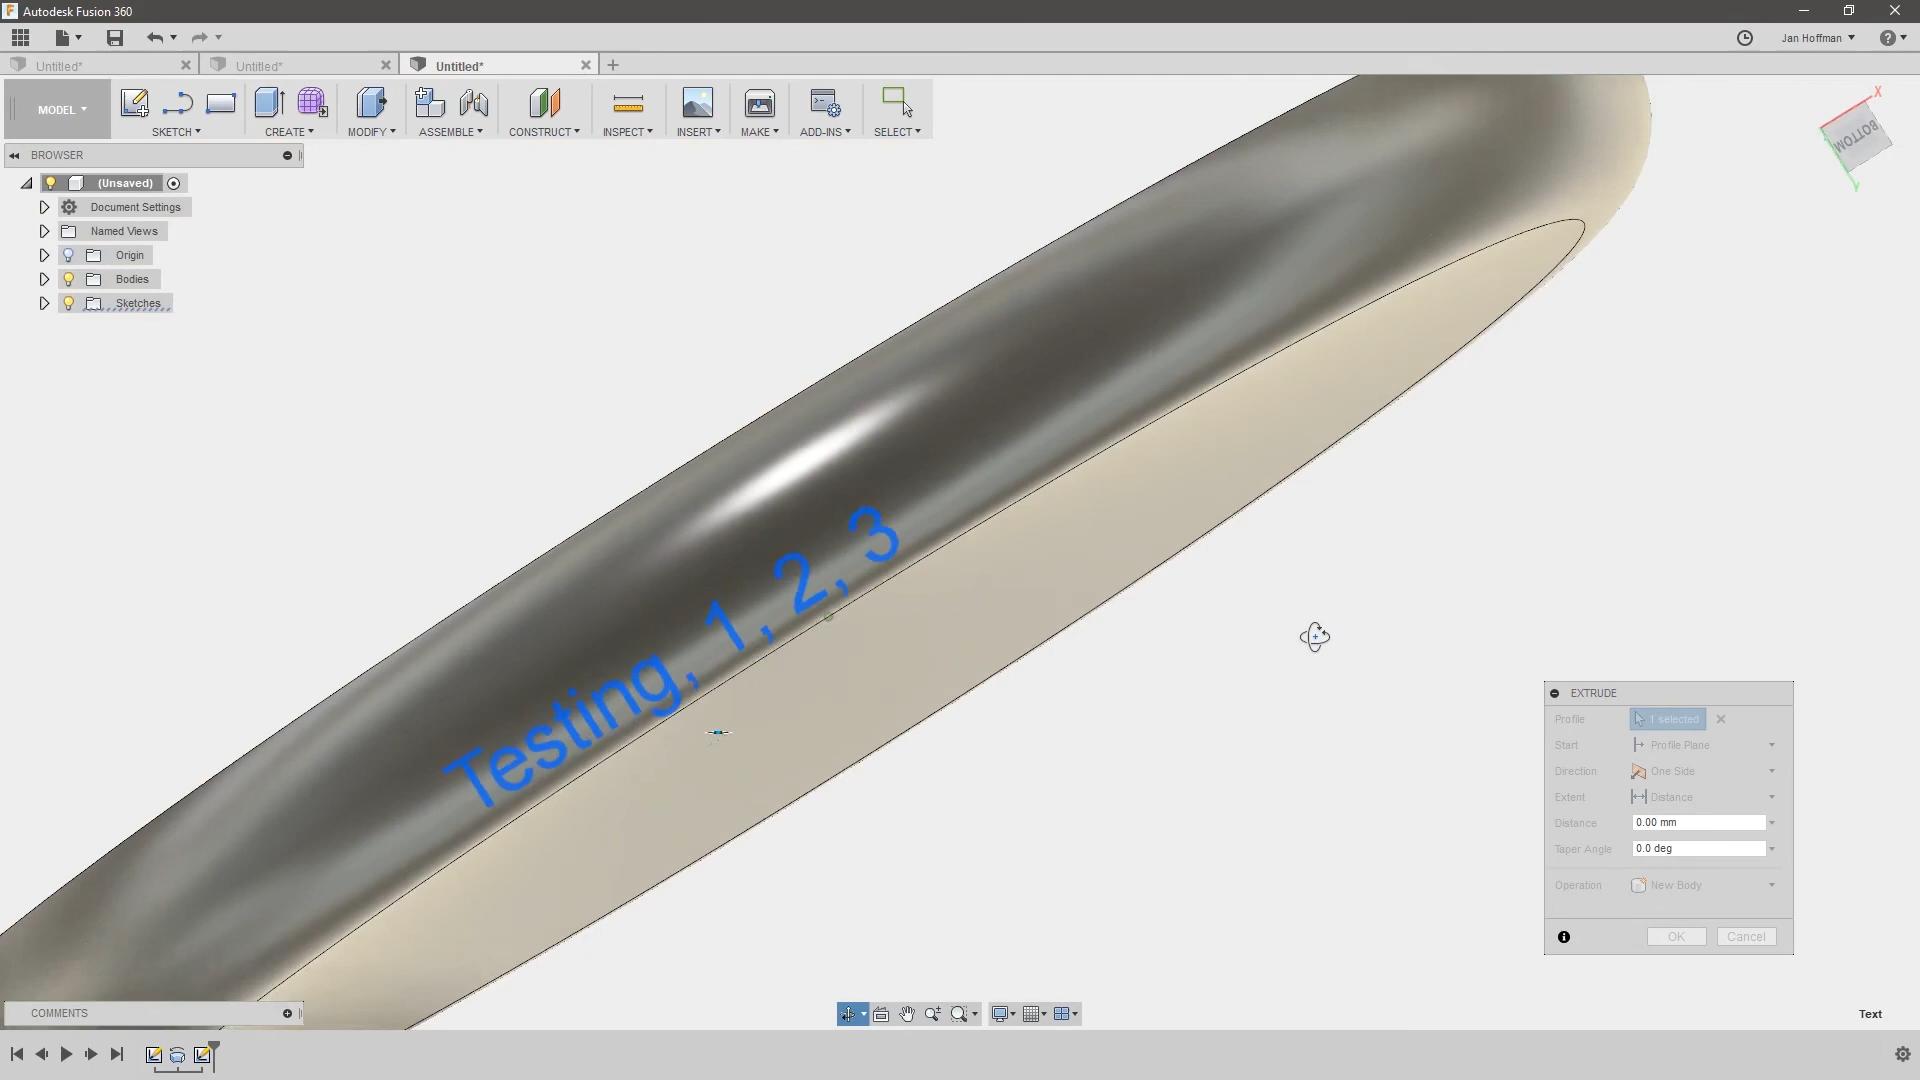 Autodesk Fusion 360
Jan Hoffman
Untitled*
Untitled*
Untitled*
MODEL
SKETCH
CREATE
MODIFY
ASSEMBLE
CONSTRUCT
INSPECT
INSERT
MAKE
ADD-INS
SELECT
BROWSER
(Unsaved)
Document Settings
Named Views
Origin
Bodies
Sketches
X
BOTTOM
Y
Testing, 1, 2, 3
EXTRUDE
Profile 1 selected
Start Profile Plane
Direction One Side
Extent Distance
Distance 0.00 mm
Taper Angle 0.0 deg
Operation New Body
OK Cancel
COMMENTS
Text